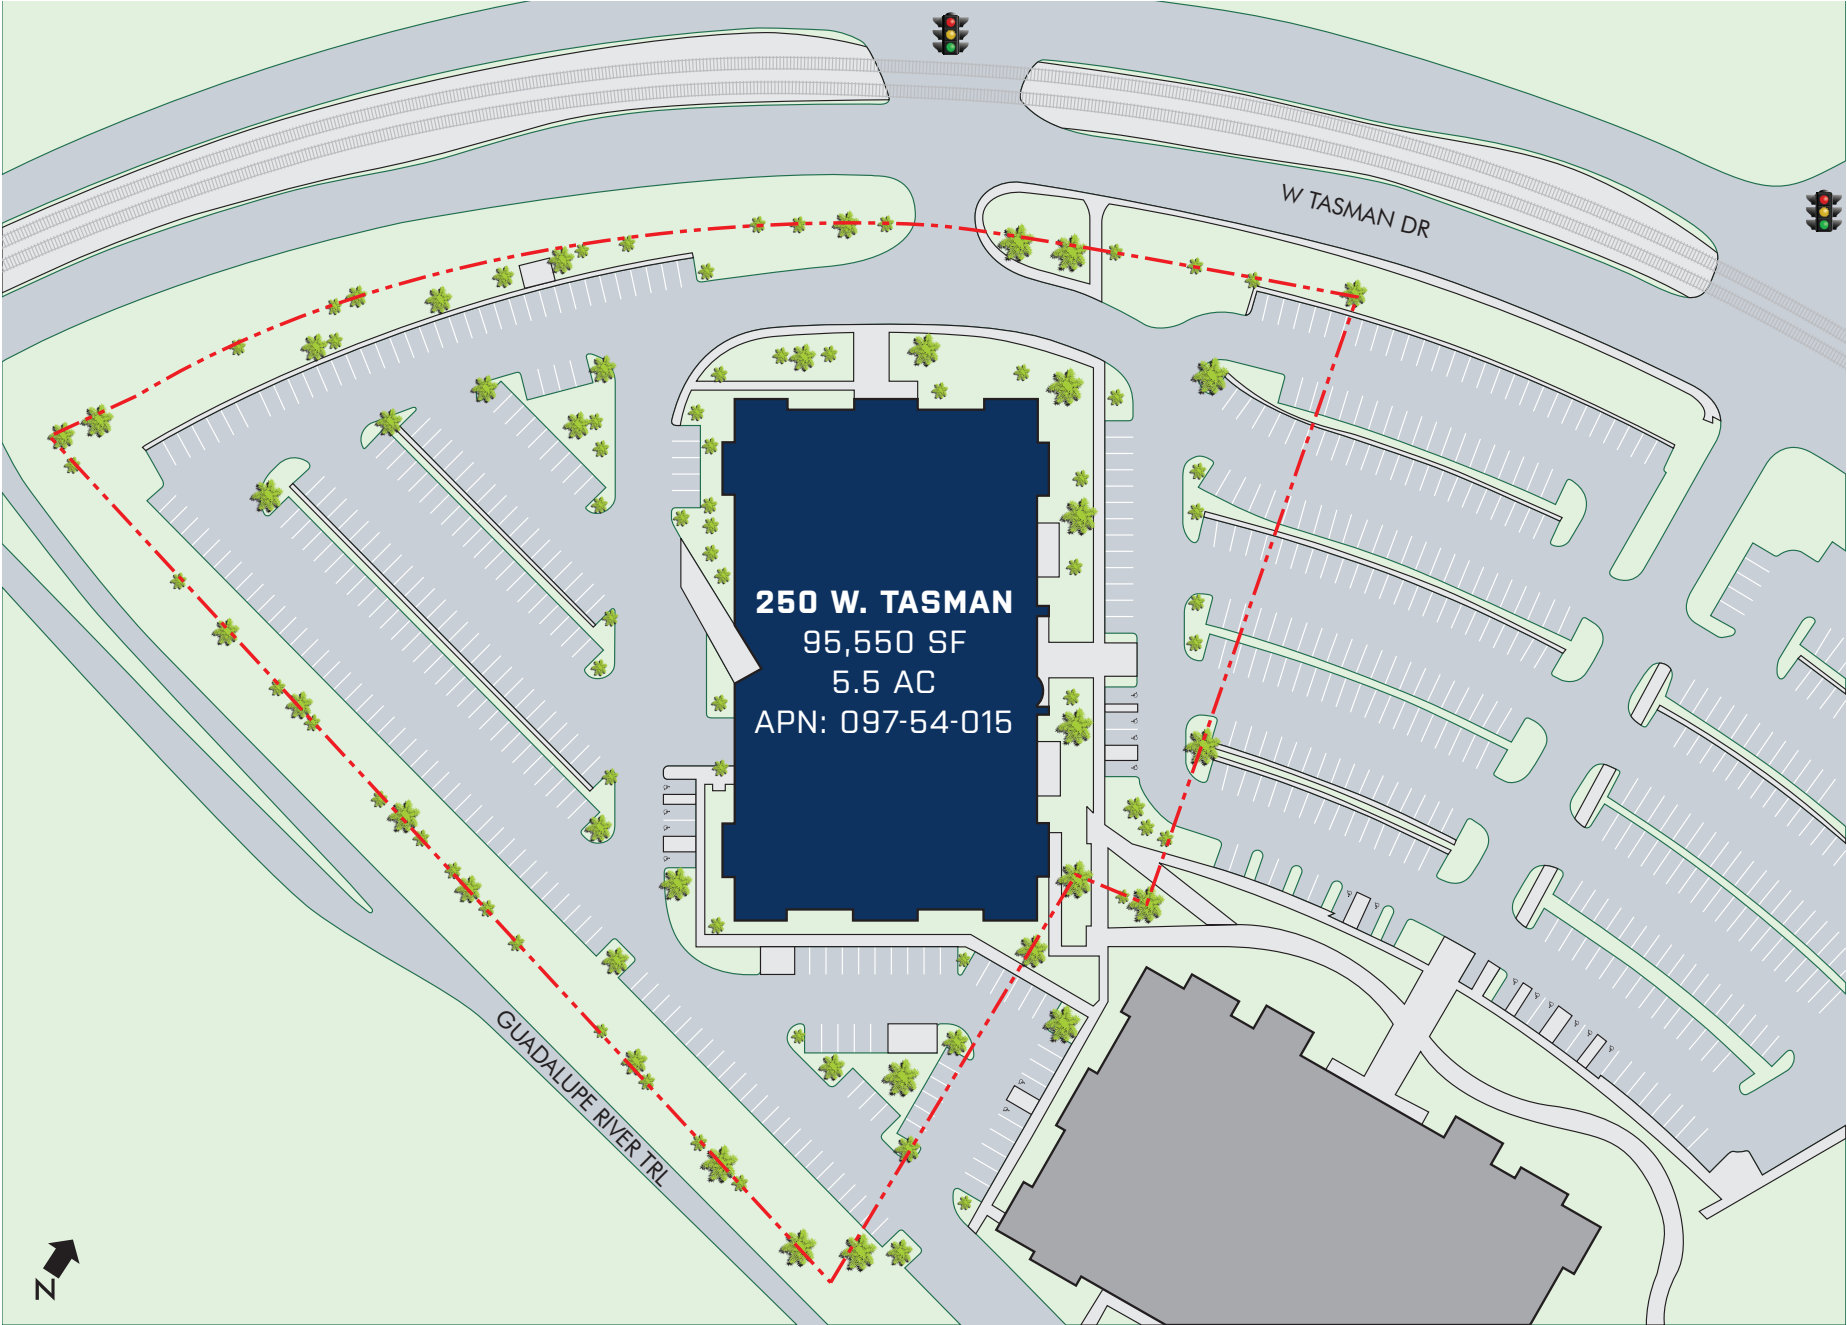 W TASMAN DR
250 W. TASMAN
95,550 SF
5.5 AC
APN: 097-54-015
GUADALUPE RIVER TRL
N